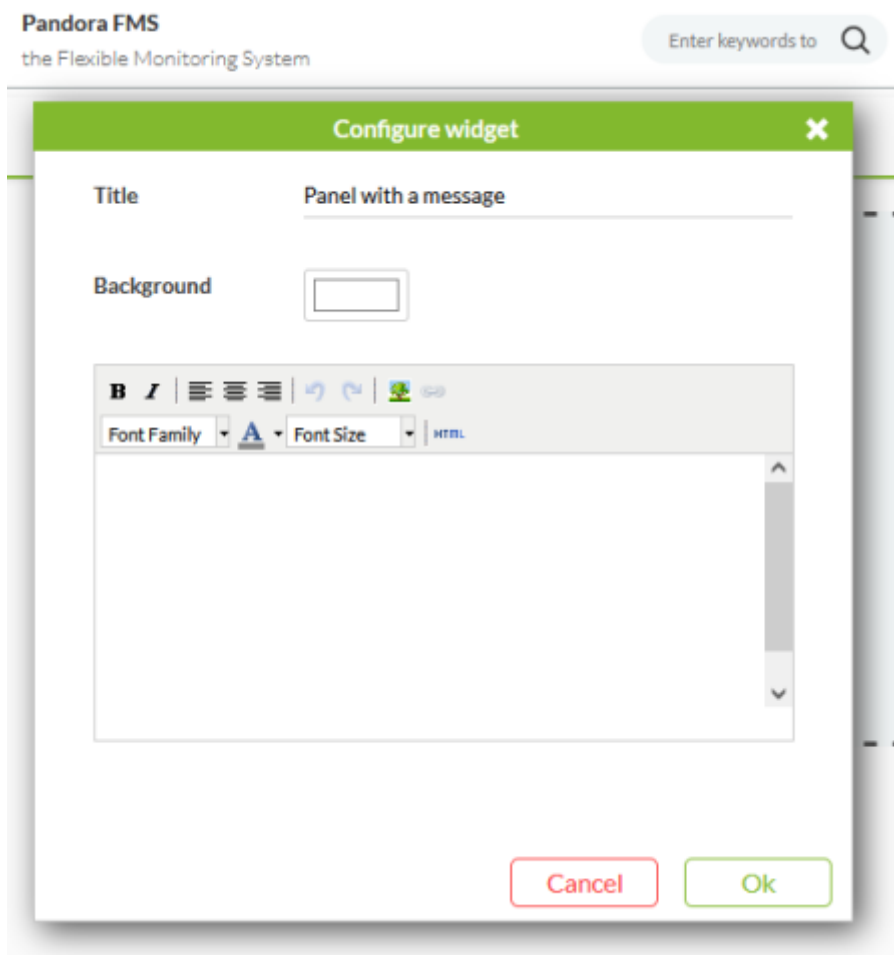 Pandora FMS
the Flexible Monitoring System
Enter keywords to
Configure widget
Title
Panel with a message
Background
B I
Font Family A Font Size HTML
Cancel
Ok